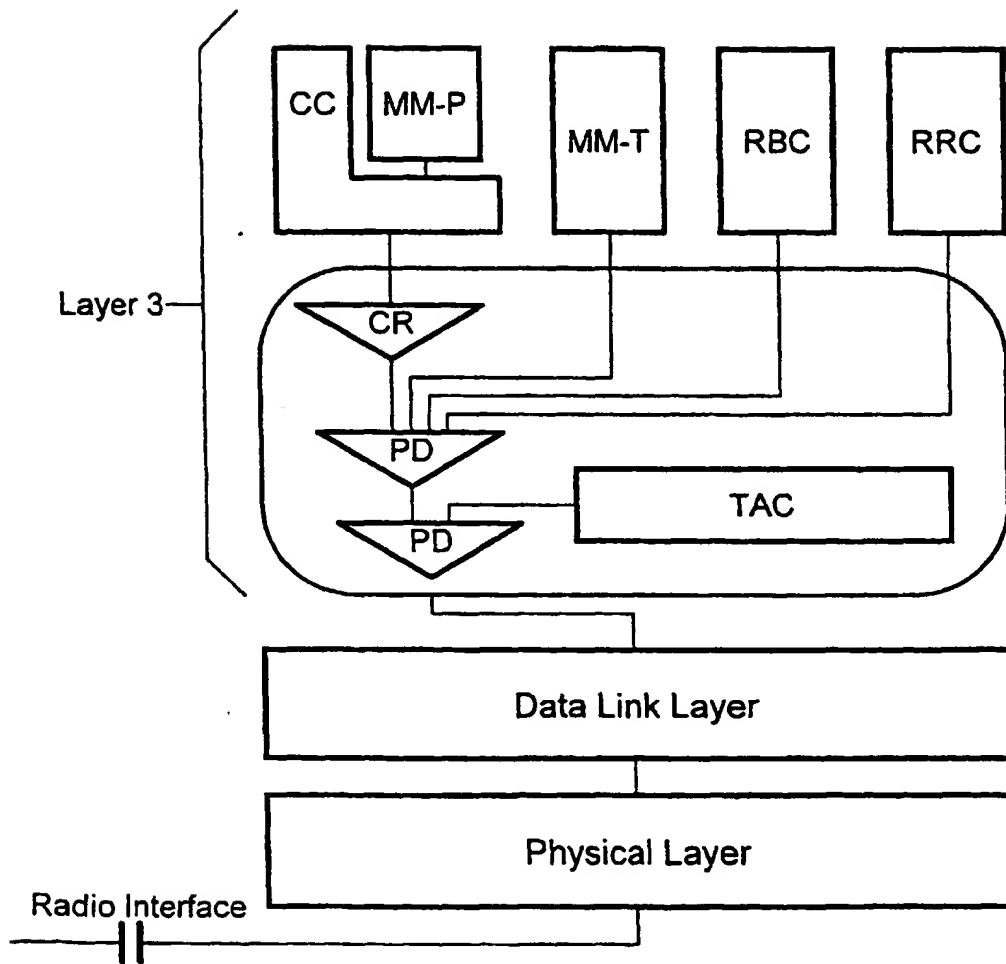 CC
MM-P
MM-T
RBC
RRC
Layer 3
CR
PD
TAC
PD
Data Link Layer
Physical Layer
Radio Interface